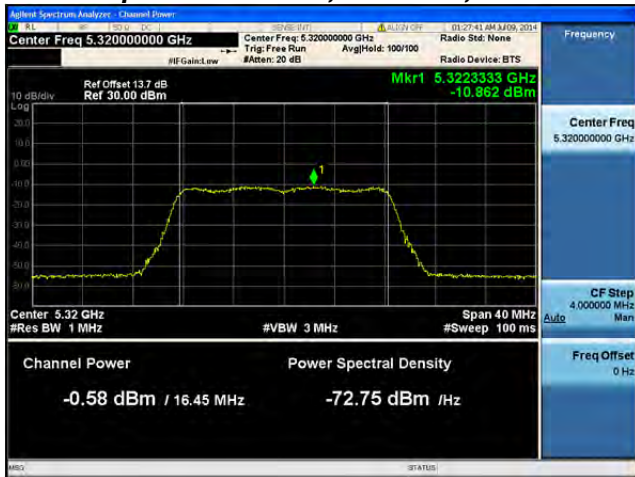 Agilent Spectrum Analyzer - Channel Power
RL RF 50 Ω DC SENSE:INT ALIGN OFF 01:27:41 AM Jul 09, 2014
Center Freq 5.320000000 GHz
#IFGain:Low
Center Freq: 5.320000000 GHz
Trig: Free Run Avg|Hold: 100/100
#Atten: 20 dB
Radio Std: None
Radio Device: BTS
Frequency
Ref Offset 13.7 dB
10 dB/div Ref 30.00 dBm
Log
Mkr1 5.3223333 GHz
-10.862 dBm
20.0
10.0
0.00
-10.0
-20.0
-30.0
-40.0
-50.0
-60.0
1
Center 5.32 GHz Span 40 MHz
#Res BW 1 MHz #VBW 3 MHz #Sweep 100 ms
Channel Power Power Spectral Density
-0.58 dBm / 16.45 MHz -72.75 dBm /Hz
Center Freq
5.320000000 GHz
CF Step
4.000000 MHz
Auto Man
Freq Offset
0 Hz
MSG STATUS